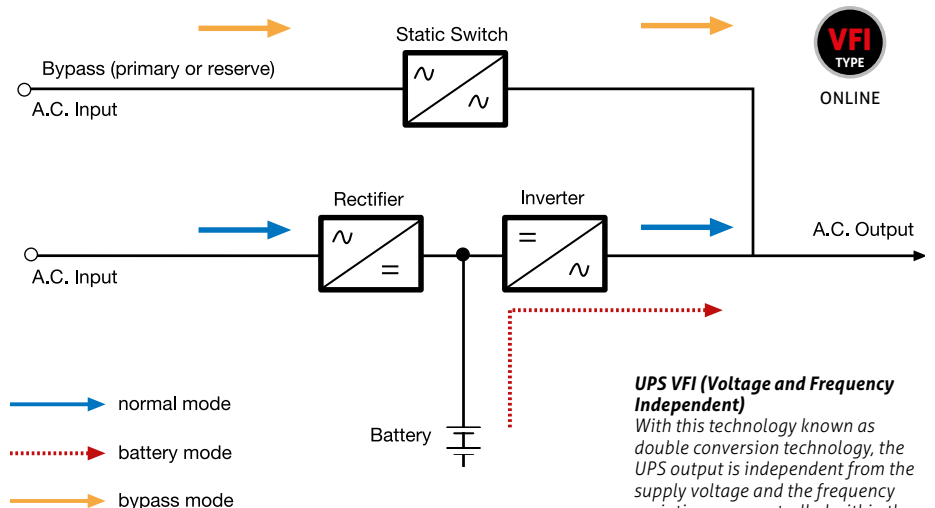 Static Switch
VFI
TYPE
ONLINE
Bypass (primary or reserve)
A.C. Input
Rectifier
Inverter
A.C. Output
A.C. Input
normal mode
battery mode
bypass mode
Battery
UPS VFI (Voltage and Frequency
Independent)
With this technology known as
double conversion technology, the
UPS output is independent from the
supply voltage and the frequency